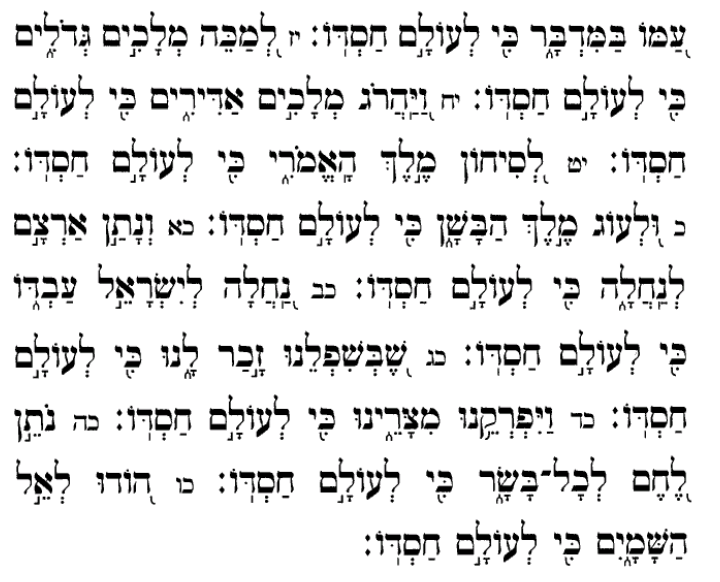 עַ֭מּוֹ בַּמִּדְבָּ֑ר כִּ֖י לְעוֹלָ֣ם חַסְדּֽוֹ׃ יז לְ֭מַכֵּה מְלָכִ֣ים גְּדֹלִ֑ים
כִּ֖י לְעוֹלָ֣ם חַסְדּֽוֹ׃ יח וַֽ֭יַּהֲרֹג מְלָכִ֣ים אַדִּירִ֑ים כִּ֖י לְעוֹלָ֣ם
חַסְדּֽוֹ׃ יט לְ֭סִיחוֹן מֶ֣לֶךְ הָאֱמֹרִ֑י כִּ֖י לְעוֹלָ֣ם חַסְדּֽוֹ׃
כ וּ֭לְעוֹג מֶ֣לֶךְ הַבָּשָׁ֑ן כִּ֖י לְעוֹלָ֣ם חַסְדּֽוֹ׃ כא וְנָתַ֣ן אַרְצָ֣ם
לְנַחֲלָ֑ה כִּ֖י לְעוֹלָ֣ם חַסְדּֽוֹ׃ כב נַ֭חֲלָה לְיִשְׂרָאֵ֣ל עַבְדּ֑וֹ
כִּ֖י לְעוֹלָ֣ם חַסְדּֽוֹ׃ כג שֶׁ֭בְּשִׁפְלֵנוּ זָ֣כַר לָ֑נוּ כִּ֖י לְעוֹלָ֣ם
חַסְדּֽוֹ׃ כד וַיִּפְרְקֵ֥נוּ מִצָּרֵ֑ינוּ כִּ֖י לְעוֹלָ֣ם חַסְדּֽוֹ׃ כה נֹתֵ֣ן
לֶ֭חֶם לְכָל־בָּשָׂ֑ר כִּ֖י לְעוֹלָ֣ם חַסְדּֽוֹ׃ כו ה֭וֹדוּ לְאֵ֣ל
הַשָּׁמָ֑יִם כִּ֖י לְעוֹלָ֣ם חַסְדּֽוֹ׃